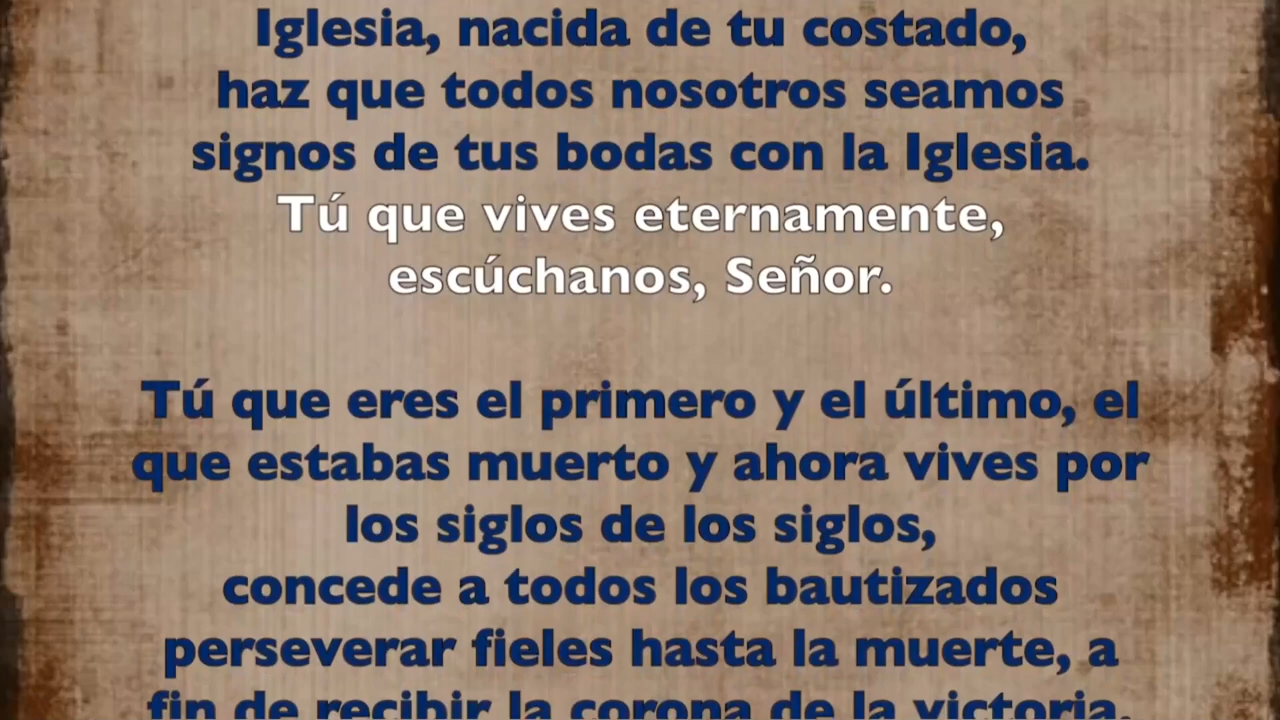 Iglesia, nacida de tu costado,
haz que todos nosotros seamos
signos de tus bodas con la Iglesia.
Tú que vives eternamente,
escúchanos, Señor.
Tú que eres el primero y el último, el
que estabas muerto y ahora vives por
los siglos de los siglos,
concede a todos los bautizados
perseverar fieles hasta la muerte, a
fin de recibir la corona de la victoria.